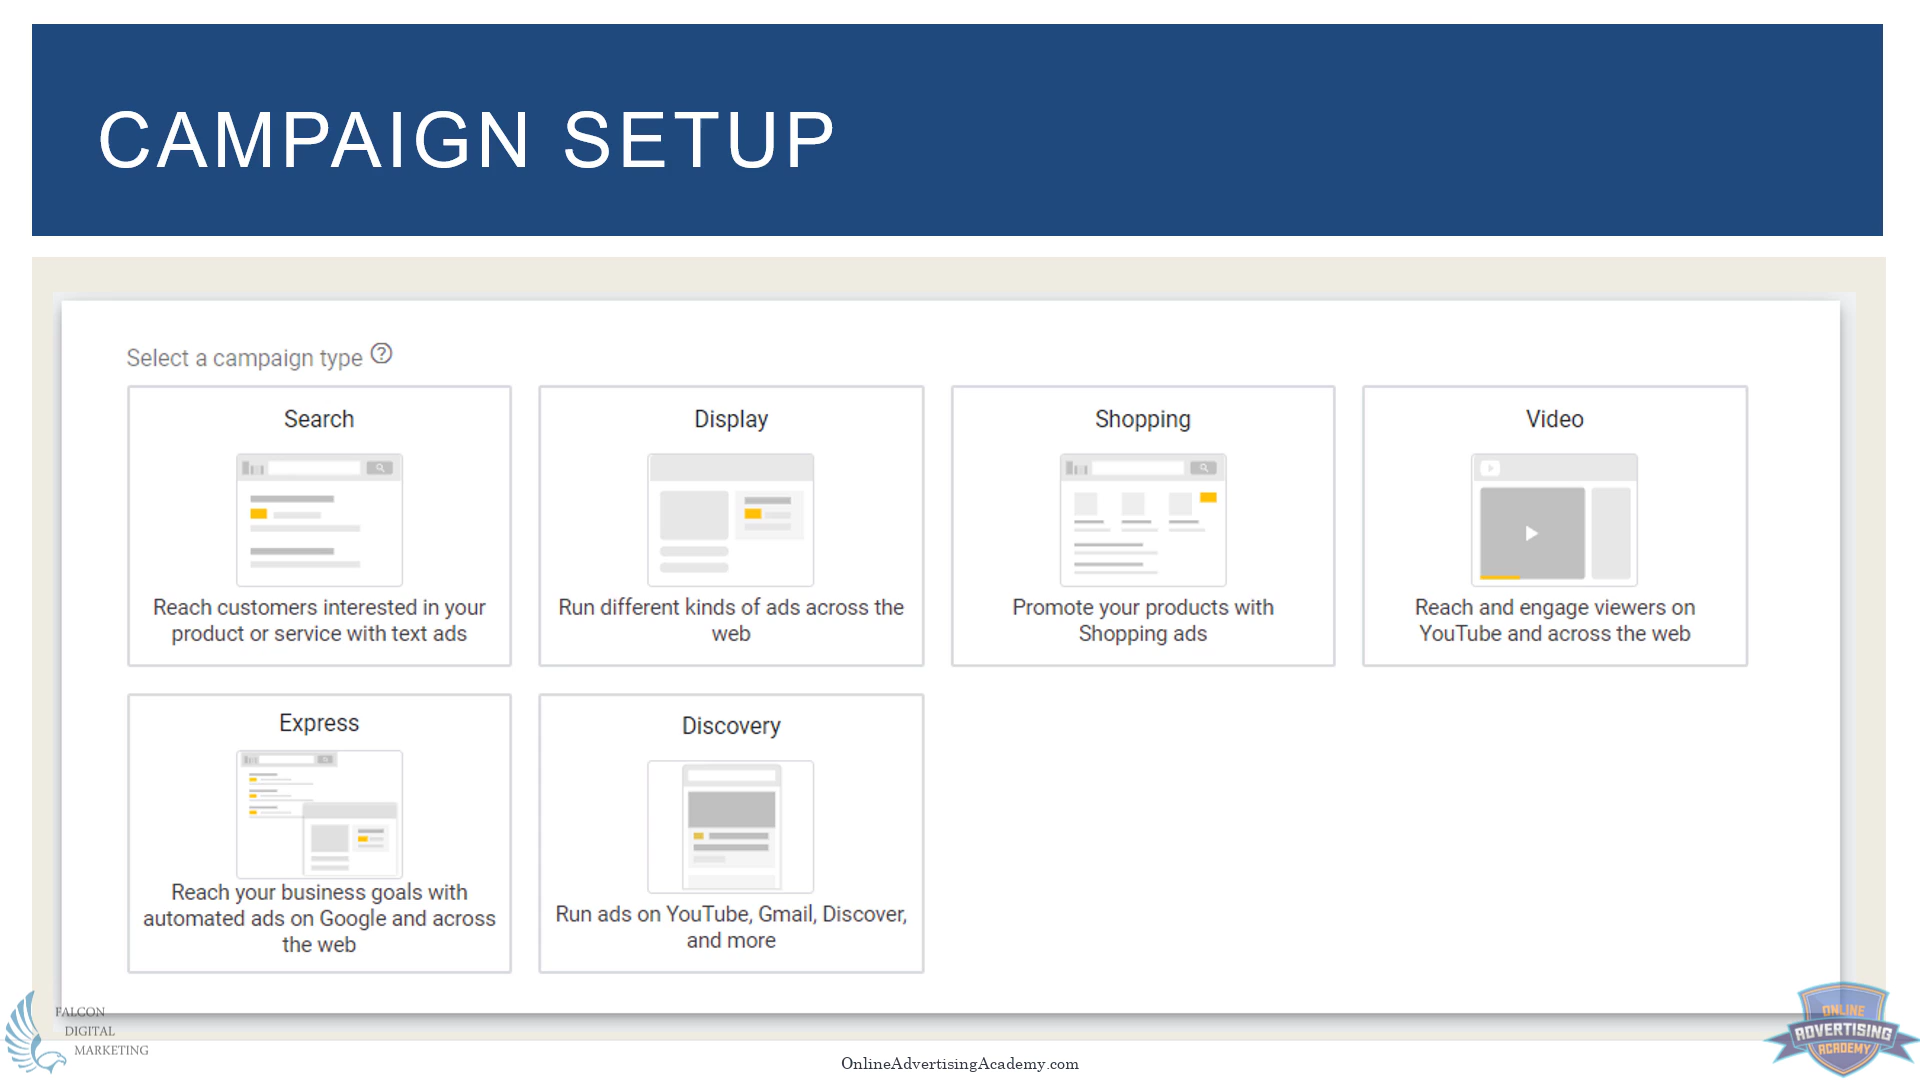 CAMPAIGN SETUP
Select a campaign type
Search
Reach customers interested in your
product or service with text ads
Display
Run different kinds of ads across the
web
Shopping
Promote your products with
Shopping ads
Video
Reach and engage viewers on
YouTube and across the web
Express
Reach your business goals with
automated ads on Google and across
the web
Discovery
Run ads on YouTube, Gmail, Discover,
and more
FALCON
DIGITAL
MARKETING
OnlineAdvertisingAcademy.com
ONLINE
ADVERTISING
ACADEMY